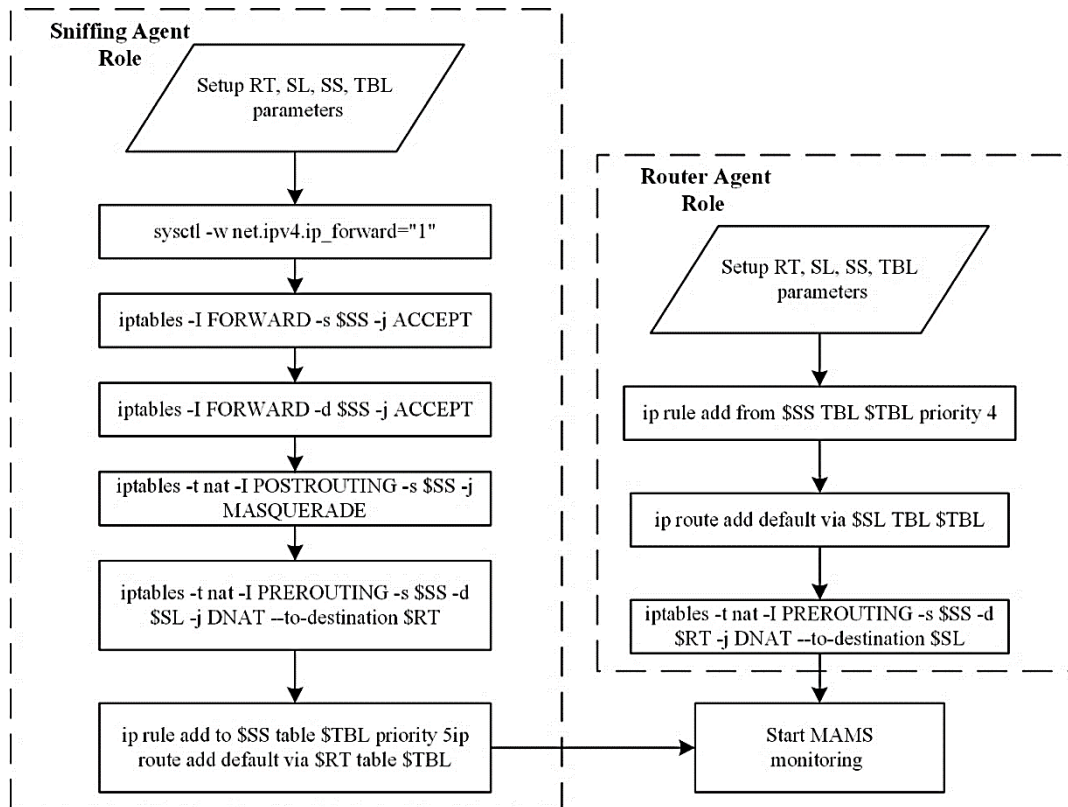 Sniffing Agent
Role
Setup RT, SL, SS, TBL
parameters
sysctl -w net.ipv4.ip_forward="1"
iptables -I FORWARD -s $SS -j ACCEPT
iptables -I FORWARD -d $SS -j ACCEPT
iptables -t nat -I POSTROUTING -s $SS -j
MASQUERADE
iptables -t nat -I PREROUTING -s $SS -d
$SL -j DNAT --to-destination $RT
ip rule add to $SS table $TBL priority 5ip
route add default via $RT table $TBL
Router Agent
Role
Setup RT, SL, SS, TBL
parameters
ip rule add from $SS TBL $TBL priority 4
ip route add default via $SL TBL $TBL
iptables -t nat -I PREROUTING -s $SS -d
$RT -j DNAT --to-destination $SL
Start MAMS
monitoring